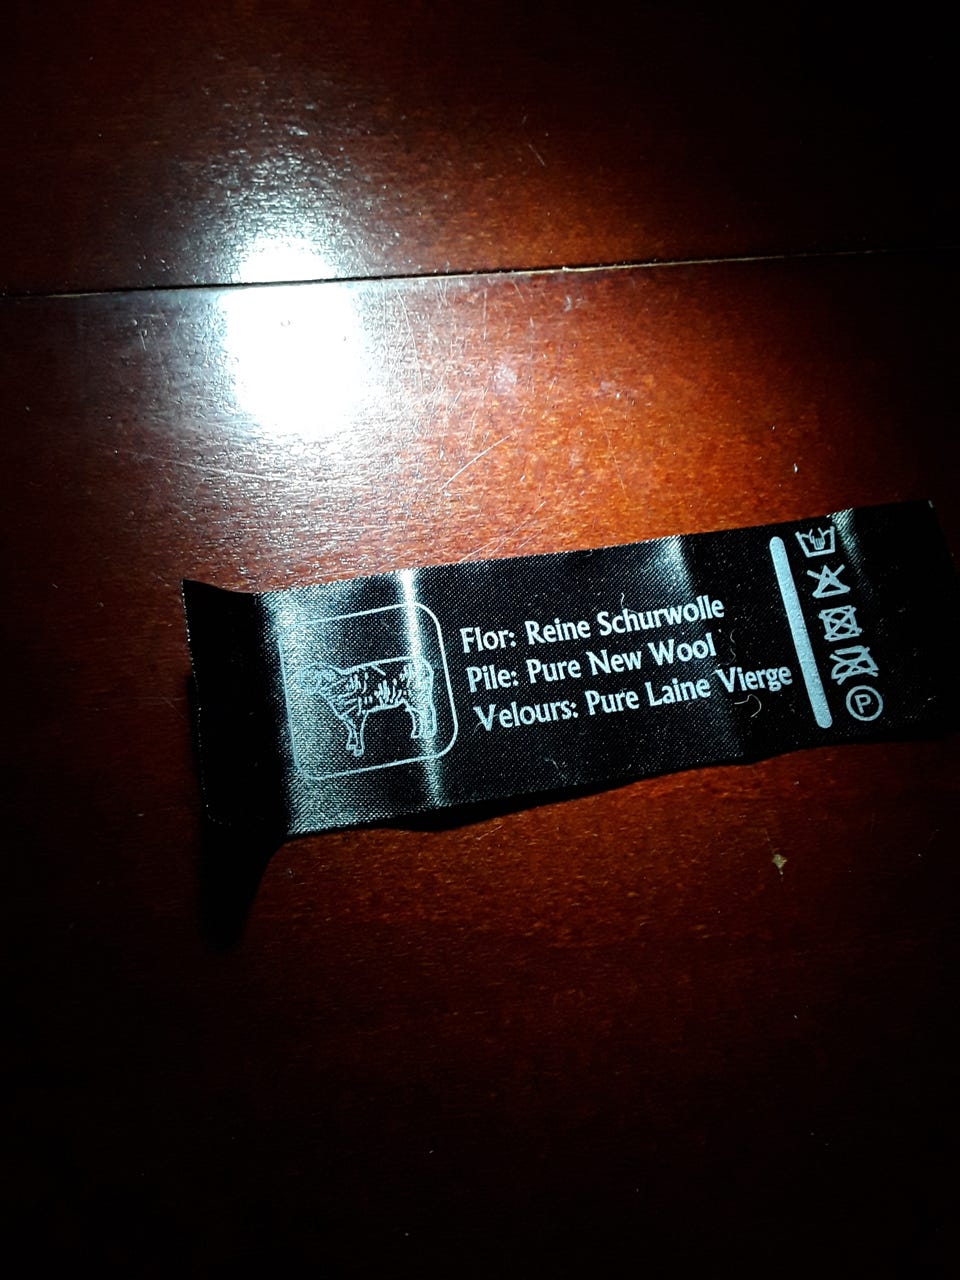 Flor: Reine Schurwolle
Pile: Pure New Wool
Velours: Pure Laine Vierge
P